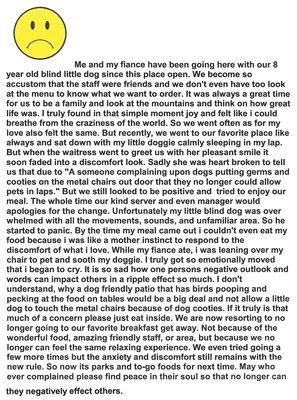 Me and my fiance have been going here with our 8
year old blind little dog since this place open. We become so
accustom that the staff were friends and we don't even have too look
at the menu to know what we want to order. It was always a great time
for us to be a family and look at the mountains and think on how great
life was. I truly found in that simple moment joy and felt like i could
breathe from the craziness of the world. So we went often as for my
love also felt the same. But recently, we went to our favorite place like
always and sat down with my little doggie calmly sleeping in my lap.
But when the waitress went to greet us with her pleasant smile it
soon faded into a discomfort look. Sadly she was heart broken to tell
us that due to "A someone complaining upon dogs putting germs and
cooties on the metal chairs out door that they no longer could allow
pets in laps." But we still looked to be positive and tried to enjoy our
meal. The whole time our kind server and even manager would
apologies for the change. Unfortunately my little blind dog was over
whelmed with all the movements, sounds, and unfamiliar area. So he
started to panic. By the time my meal came out i couldn't even eat my
food because i was like a mother instinct to respond to the
discomfort of what i love. While my fiance ate, i was leaning over my
chair to pet and sooth my doggie. I truly got so emotionally moved
that i began to cry. It is so sad how one persons negative outlook and
words can impact others in a ripple effect so much. I don't
understand, why a dog friendly patio that has birds pooping and
pecking at the food on tables would be a big deal and not allow a little
dog to touch the metal chairs because of dog cooties. If it truly is that
much of a concern please just eat inside. We are now resorting to no
longer going to our favorite breakfast get away. Not because of the
wonderful food, amazing friendly staff, or area, but because we no
longer can feel the same relaxing experience. We even tried going a
few more times but the anxiety and discomfort still remains with the
new rule. So now its parks and to-go foods for next time. May who
ever complained please find peace in their soul so that no longer can
they negatively effect others.